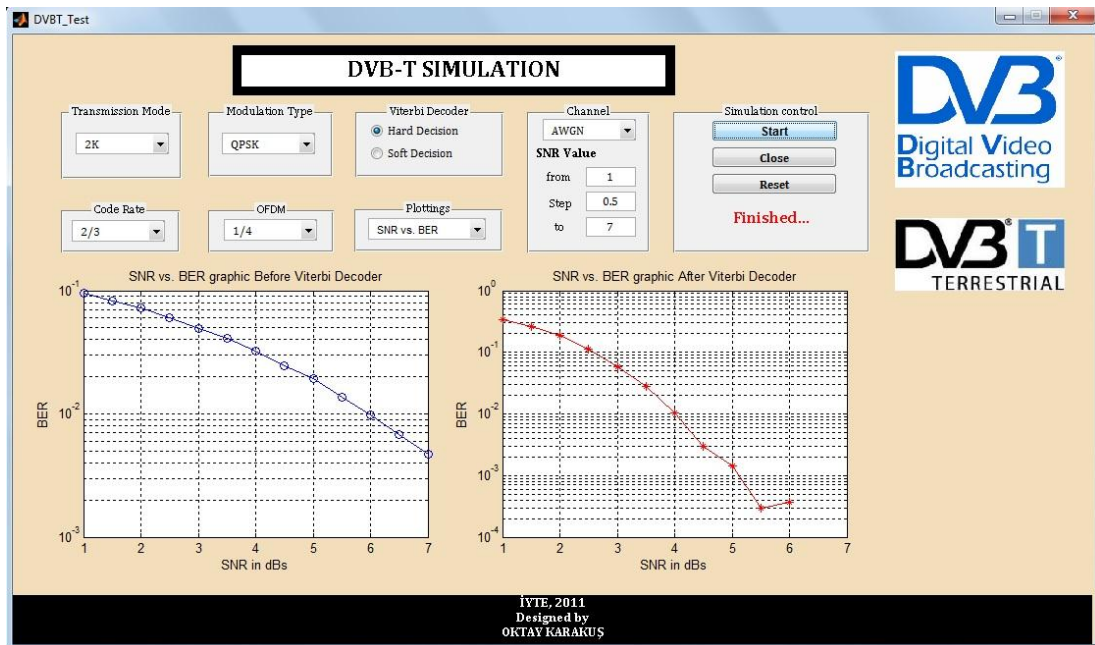 DVBT_Test
DVB-T SIMULATION
Transmission Mode
2K
Modulation Type
QPSK
Viterbi Decoder
Hard Decision
Soft Decision
Channel
AWGN
SNR Value
from 1
Step 0.5
to 7
Simulation control
Start
Close
Reset
Finished...
Code Rate
2/3
OFDM
1/4
Plottings
SNR vs. BER
DVB®
Digital Video
Broadcasting
DVB® T
TERRESTRIAL
SNR vs. BER graphic Before Viterbi Decoder
10^-1
10^-2
10^-3
BER
1 2 3 4 5 6 7
SNR in dBs
SNR vs. BER graphic After Viterbi Decoder
10^0
10^-1
10^-2
10^-3
10^-4
BER
1 2 3 4 5 6 7
SNR in dBs
İYTE, 2011
Designed by
OKTAY KARAKUŞ